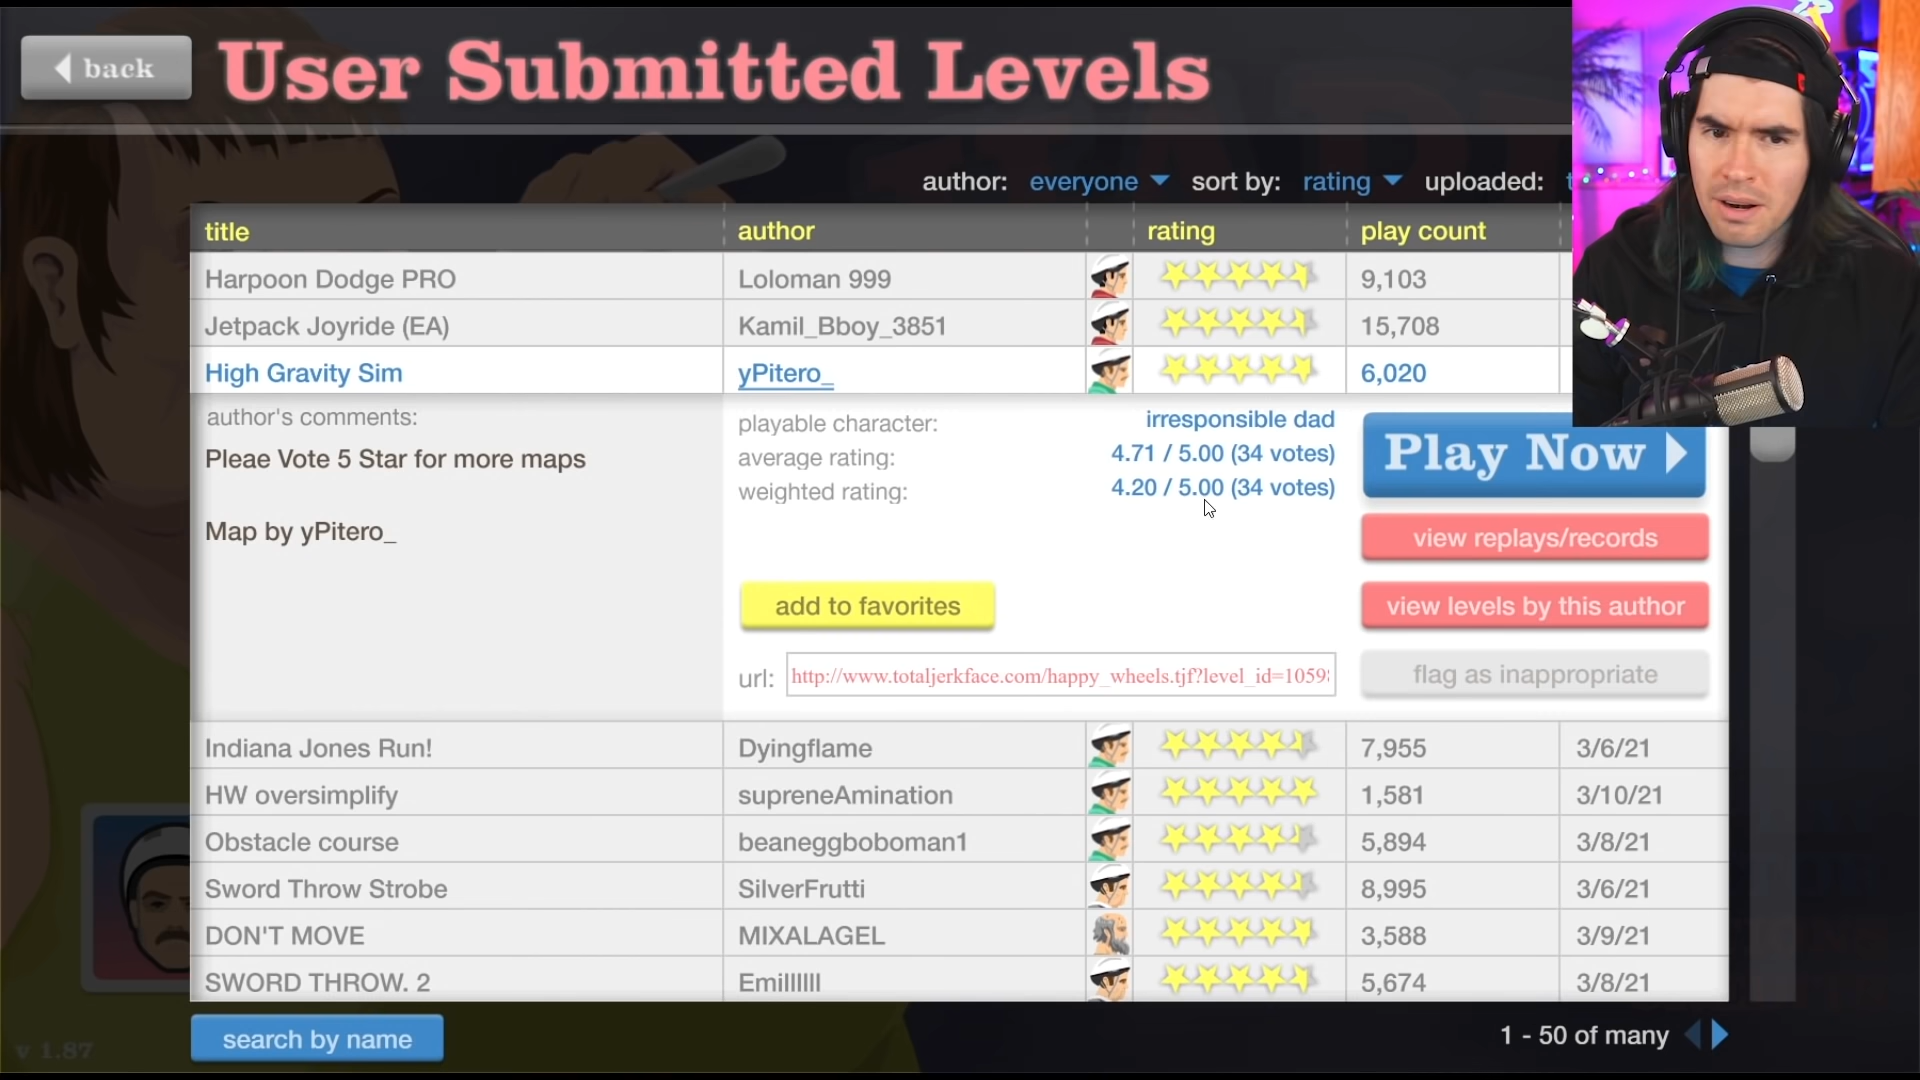 back
User Submitted Levels
author: everyone sort by: rating uploaded:
title author rating play count
Harpoon Dodge PRO Loloman 999 9,103
Jetpack Joyride (EA) Kamil_Bboy_3851 15,708
High Gravity Sim yPitero_ 6,020
author's comments:
Pleae Vote 5 Star for more maps
Map by yPitero_
playable character: irresponsible dad
average rating: 4.71 / 5.00 (34 votes)
weighted rating: 4.20 / 5.00 (34 votes)
add to favorites
url: http://www.totaljerkface.com/happy_wheels.tjf?level_id=1059
Play Now
view replays/records
view levels by this author
flag as inappropriate
Indiana Jones Run! Dyingflame 7,955 3/6/21
HW oversimplify supreneAmination 1,581 3/10/21
Obstacle course beaneggboboman1 5,894 3/8/21
Sword Throw Strobe SilverFrutti 8,995 3/6/21
DON'T MOVE MIXALAGEL 3,588 3/9/21
SWORD THROW. 2 Emillllll 5,674 3/8/21
search by name
1 - 50 of many
v 1.87